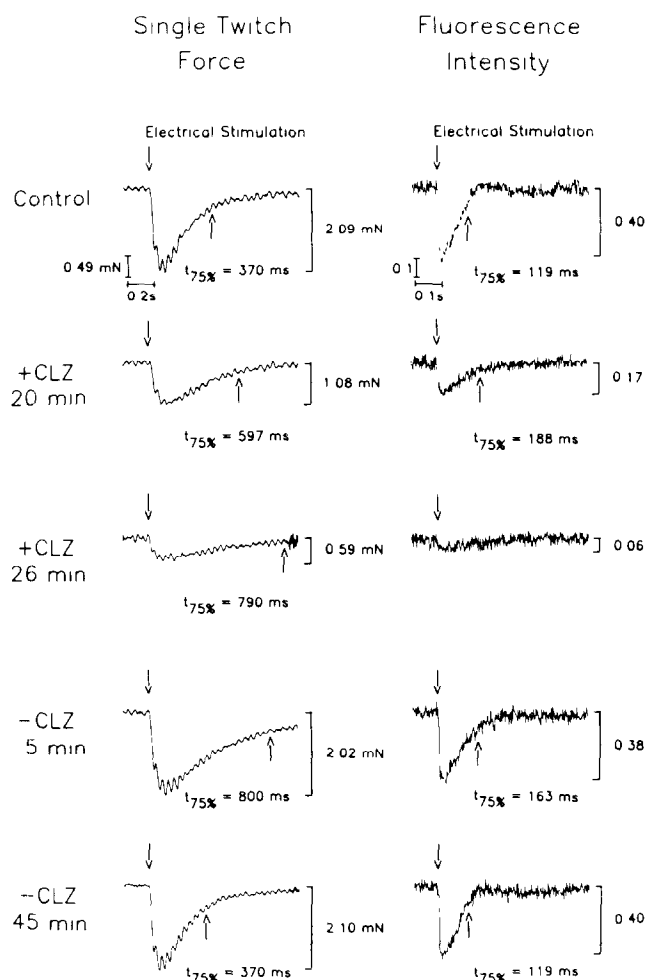 Single Twitch
Force
Fluorescence
Intensity
Electrical Stimulation
Electrical Stimulation
Control
2 09 mN
0 40
0 49 mN
0 2s
t75% = 370 ms
0 1
0 1s
t75% = 119 ms
+CLZ
20 min
1 08 mN
0 17
t75% = 597 ms
t75% = 188 ms
+CLZ
26 min
0 59 mN
0 06
t75% = 790 ms
−CLZ
5 min
2 02 mN
0 38
t75% = 800 ms
t75% = 163 ms
−CLZ
45 min
2 10 mN
0 40
t75% = 370 ms
t75% = 119 ms